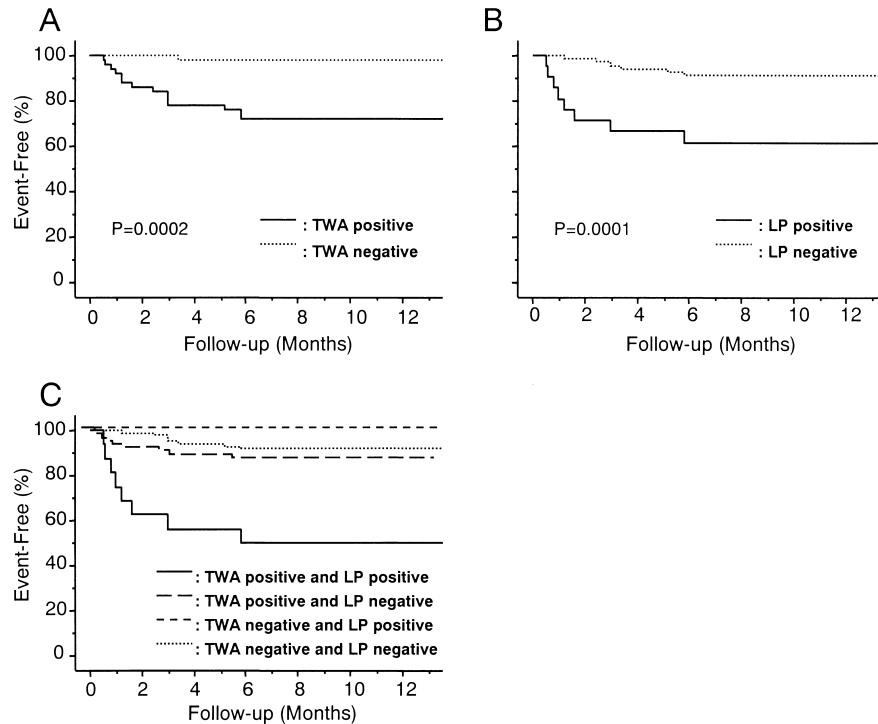 A
100
80
60
40
20
0
Event-Free (%)
P=0.0002
: TWA positive
: TWA negative
0 2 4 6 8 10 12
Follow-up (Months)
B
100
80
60
40
20
0
P=0.0001
: LP positive
: LP negative
0 2 4 6 8 10 12
Follow-up (Months)
C
100
80
60
40
20
0
Event-Free (%)
: TWA positive and LP positive
: TWA positive and LP negative
: TWA negative and LP positive
: TWA negative and LP negative
0 2 4 6 8 10 12
Follow-up (Months)